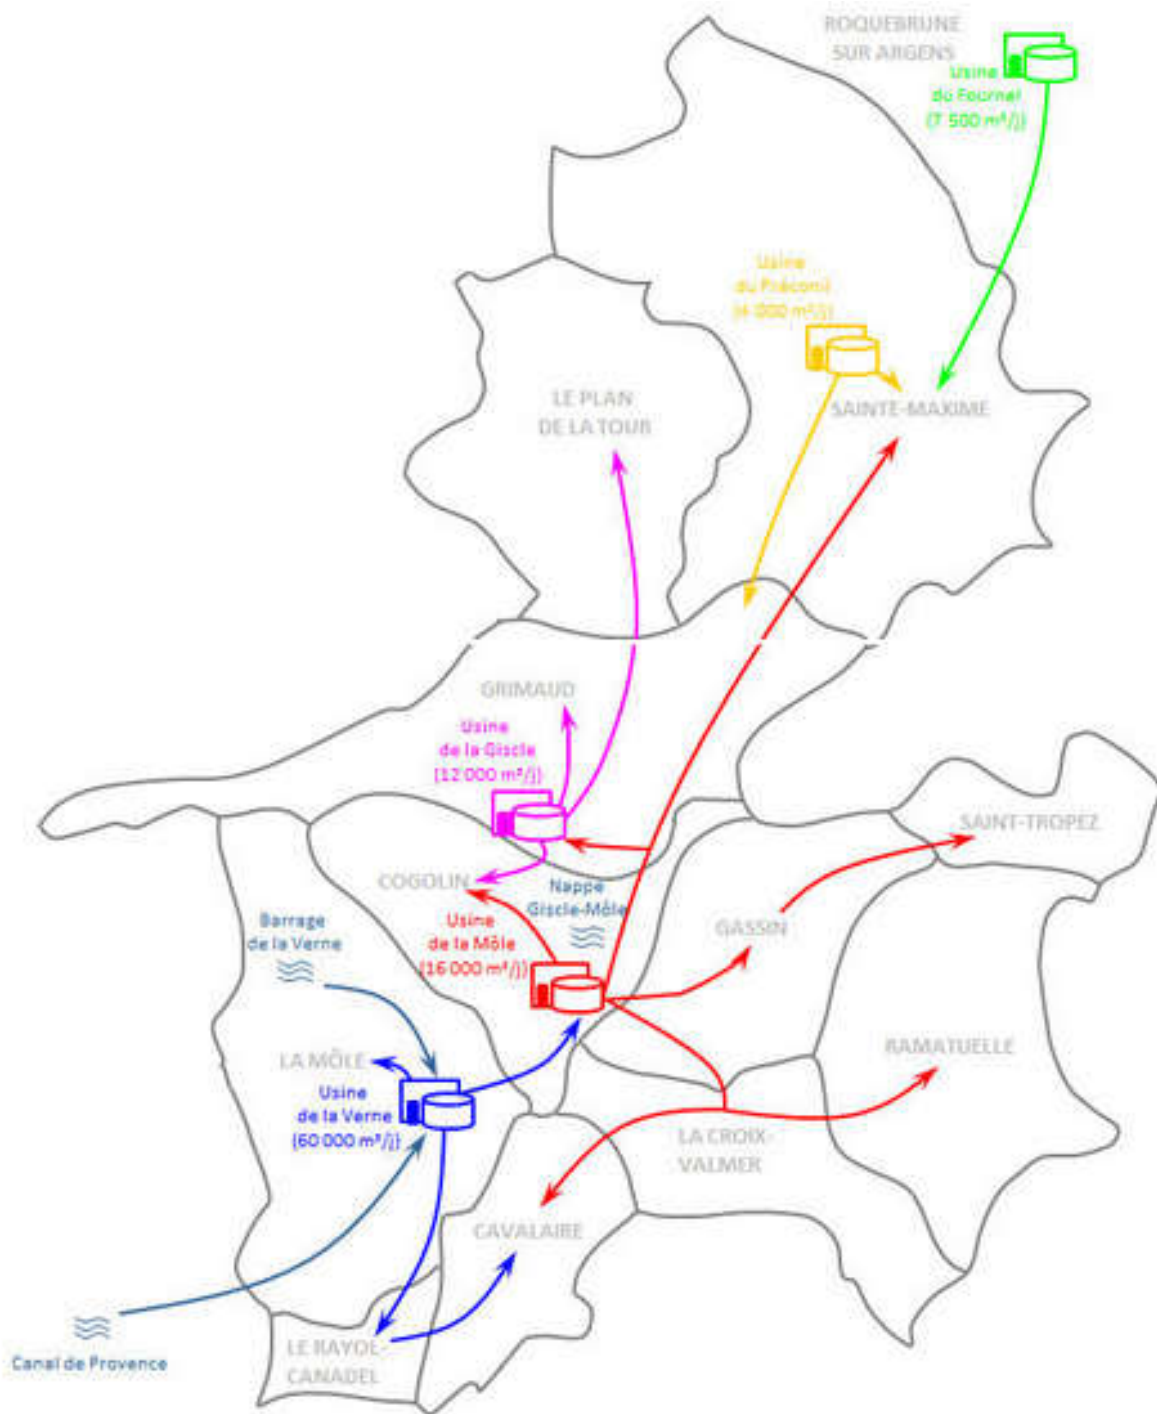 ROQUEBRUNE
SUR ARGENS
Usine
du Fournel
(7 500 m³/j)
Usine
du Préconil
(4 000 m³/j)
LE PLAN
DE LA TOUR
SAINTE-MAXIME
GRIMAUD
Usine
de la Giscle
(12 000 m³/j)
SAINT-TROPEZ
COGOLIN
Nappe
Giscle-Môle
Barrage
de la Verne
Usine
de la Môle
(16 000 m³/j)
GASSIN
LA MÔLE
RAMATUELLE
Usine
de la Verne
(60 000 m³/j)
LA CROIX-
VALMER
CAVALAIRE
LE RAYOL-
CANADEL
Canal de Provence